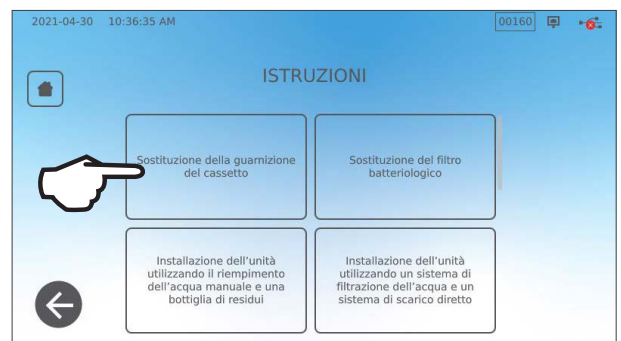 2021-04-30 10:36:35 AM 00160
ISTRUZIONI
Sostituzione della guarnizione
del cassetto
Sostituzione del filtro
batteriologico
Installazione dell'unità
utilizzando il riempimento
dell'acqua manuale e una
bottiglia di residui
Installazione dell'unità
utilizzando un sistema di
filtrazione dell'acqua e un
sistema di scarico diretto